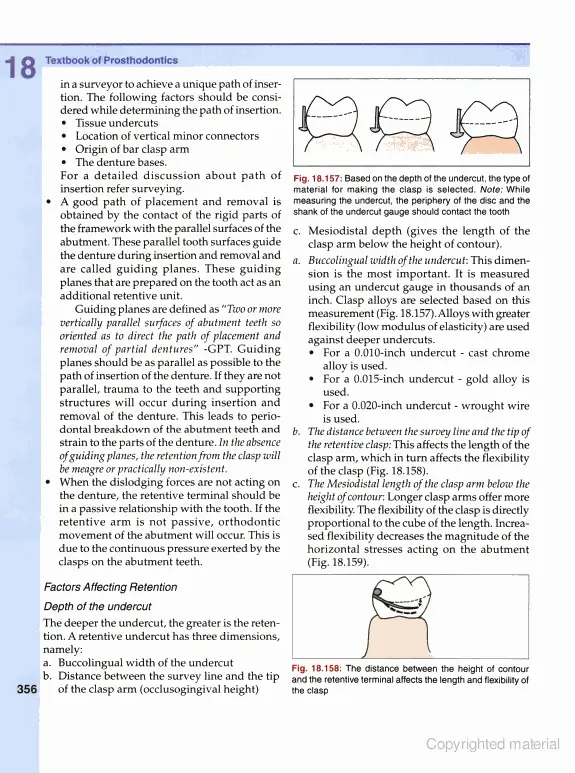 18
Textbook of Prosthodontics
in a surveyor to achieve a unique path of inser-
tion. The following factors should be consi-
dered while determining the path of insertion.
• Tissue undercuts
• Location of vertical minor connectors
• Origin of bar clasp arm
• The denture bases.
For a detailed discussion about path of
insertion refer surveying.
• A good path of placement and removal is
obtained by the contact of the rigid parts of
the framework with the parallel surfaces of the
abutment. These parallel tooth surfaces guide
the denture during insertion and removal and
are called guiding planes. These guiding
planes that are prepared on the tooth act as an
additional retentive unit.
Guiding planes are defined as "Two or more
vertically parallel surfaces of abutment teeth so
oriented as to direct the path of placement and
removal of partial dentures" -GPT. Guiding
planes should be as parallel as possible to the
path of insertion of the denture. If they are not
parallel, trauma to the teeth and supporting
structures will occur during insertion and
removal of the denture. This leads to perio-
dontal breakdown of the abutment teeth and
strain to the parts of the denture. In the absence
of guiding planes, the retention from the clasp will
be meagre or practically non-existent.
• When the dislodging forces are not acting on
the denture, the retentive terminal should be
in a passive relationship with the tooth. If the
retentive arm is not passive, orthodontic
movement of the abutment will occur. This is
due to the continuous pressure exerted by the
clasps on the abutment teeth.
Factors Affecting Retention
Depth of the undercut
The deeper the undercut, the greater is the reten-
tion. A retentive undercut has three dimensions,
namely:
a. Buccolingual width of the undercut
b. Distance between the survey line and the tip
of the clasp arm (occlusogingival height)
356
Fig. 18.157: Based on the depth of the undercut, the type of
material for making the clasp is selected. Note: While
measuring the undercut, the periphery of the disc and the
shank of the undercut gauge should contact the tooth
c. Mesiodistal depth (gives the length of the
clasp arm below the height of contour).
a. Buccolingual width of the undercut: This dimen-
sion is the most important. It is measured
using an undercut gauge in thousands of an
inch. Clasp alloys are selected based on this
measurement (Fig. 18.157). Alloys with greater
flexibility (low modulus of elasticity) are used
against deeper undercuts.
• For a 0.010-inch undercut - cast chrome
alloy is used.
• For a 0.015-inch undercut - gold alloy is
used.
• For a 0.020-inch undercut - wrought wire
is used.
b. The distance between the survey line and the tip of
the retentive clasp: This affects the length of the
clasp arm, which in turn affects the flexibility
of the clasp (Fig. 18.158).
c. The Mesiodistal length of the clasp arm below the
height of contour: Longer clasp arms offer more
flexibility. The flexibility of the clasp is directly
proportional to the cube of the length. Increa-
sed flexibility decreases the magnitude of the
horizontal stresses acting on the abutment
(Fig. 18.159).
Fig. 18.158: The distance between the height of contour
and the retentive terminal affects the length and flexibility of
the clasp
Copyrighted material